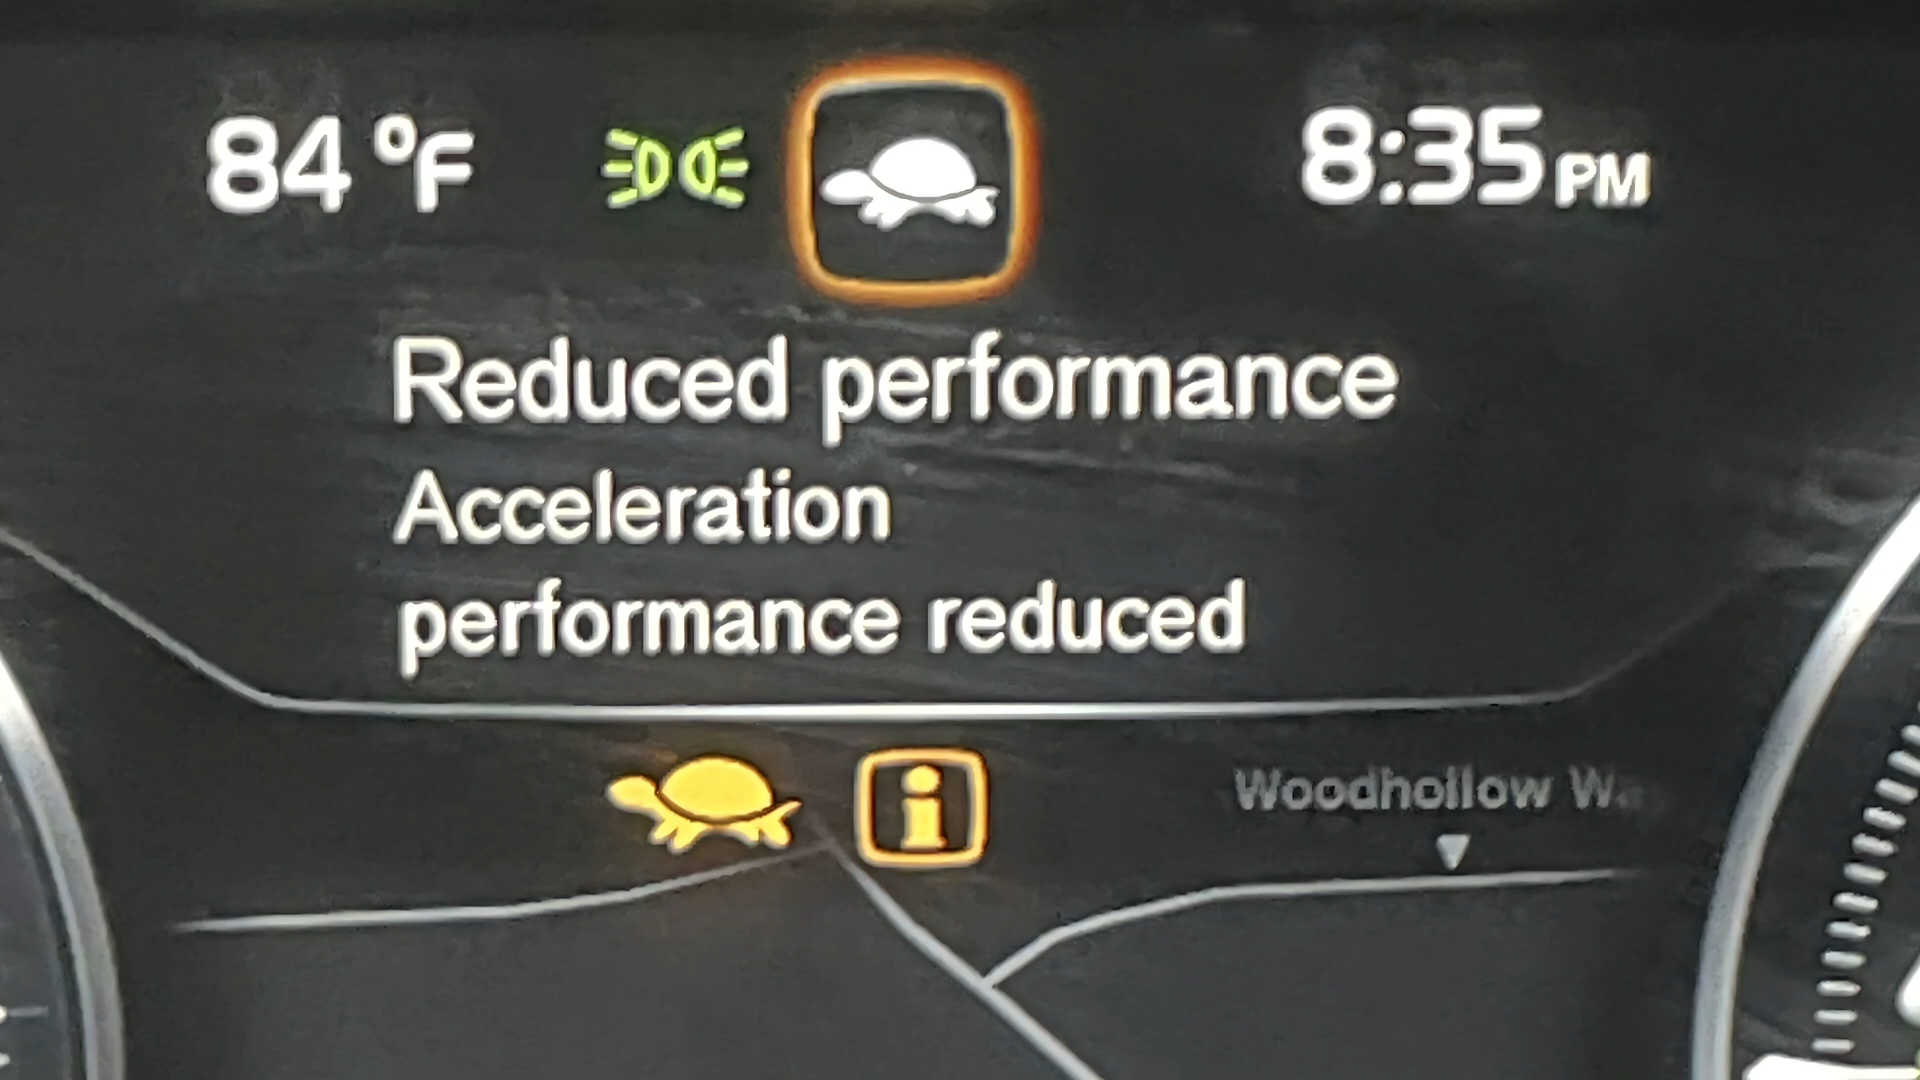 84 °F
8:35 PM
Reduced performance
Acceleration
performance reduced
Woodhollow